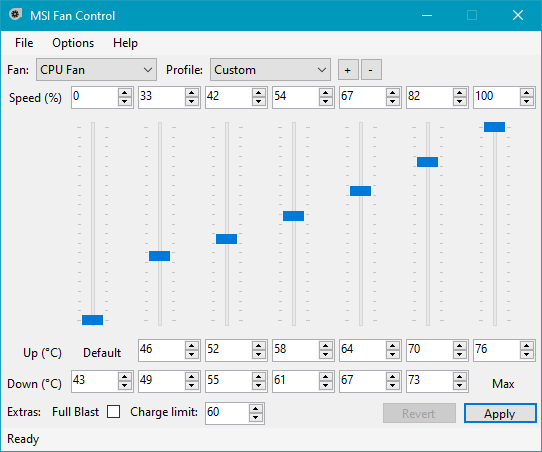 MSI Fan Control
File Options Help
Fan: CPU Fan Profile: Custom + -
Speed (%) 0 33 42 54 67 82 100
Up (°C) Default 46 52 58 64 70 76
Down (°C) 43 49 55 61 67 73 Max
Extras: Full Blast Charge limit: 60 Revert Apply
Ready